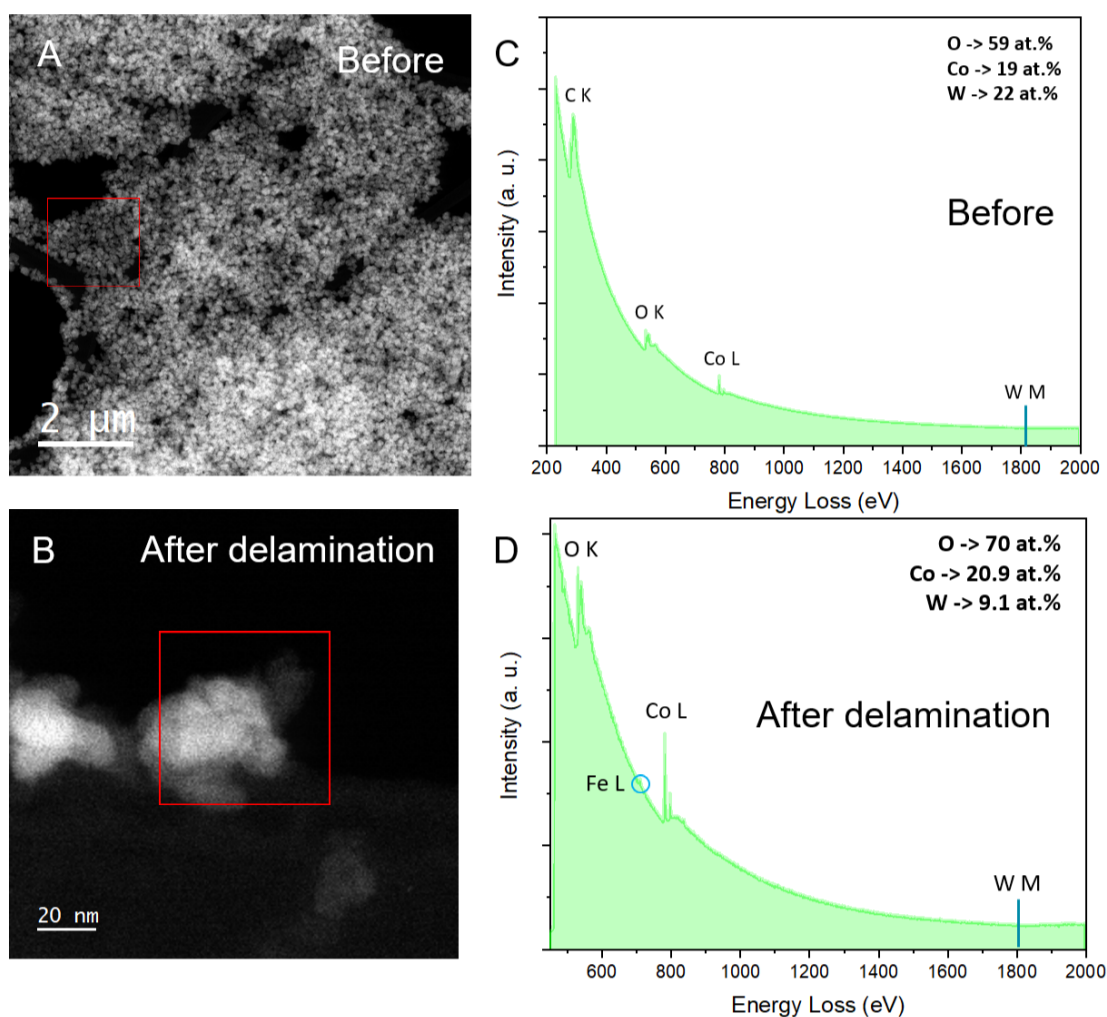 A
Before
2 μm
C
O -> 59 at.%
Co -> 19 at.%
W -> 22 at.%
C K
Before
O K
Co L
W M
Intensity (a. u.)
200 400 600 800 1000 1200 1400 1600 1800 2000
Energy Loss (eV)
B
After delamination
20 nm
D
O K
O -> 70 at.%
Co -> 20.9 at.%
W -> 9.1 at.%
Co L
After delamination
Fe L
W M
Intensity (a. u.)
600 800 1000 1200 1400 1600 1800 2000
Energy Loss (eV)